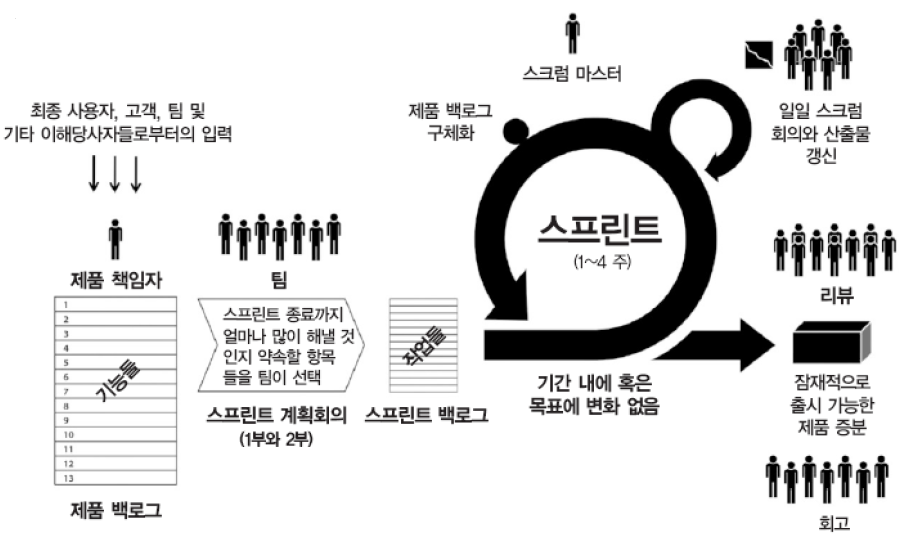 최종 사용자, 고객, 팀 및
기타 이해당사자들로부터의 입력
제품 책임자
1
2
3
4
5
6
7
8
9
10
11
12
13
기능들
제품 백로그
팀
스프린트 종료까지
얼마나 많이 해낼 것
인지 약속할 항목
들을 팀이 선택
스프린트 계획회의
(1부와 2부)
작업들
스프린트 백로그
스크럼 마스터
제품 백로그
구체화
스프린트
(1~4 주)
기간 내에 혹은
목표에 변화 없음
일일 스크럼
회의와 산출물
갱신
리뷰
잠재적으로
출시 가능한
제품 증분
회고